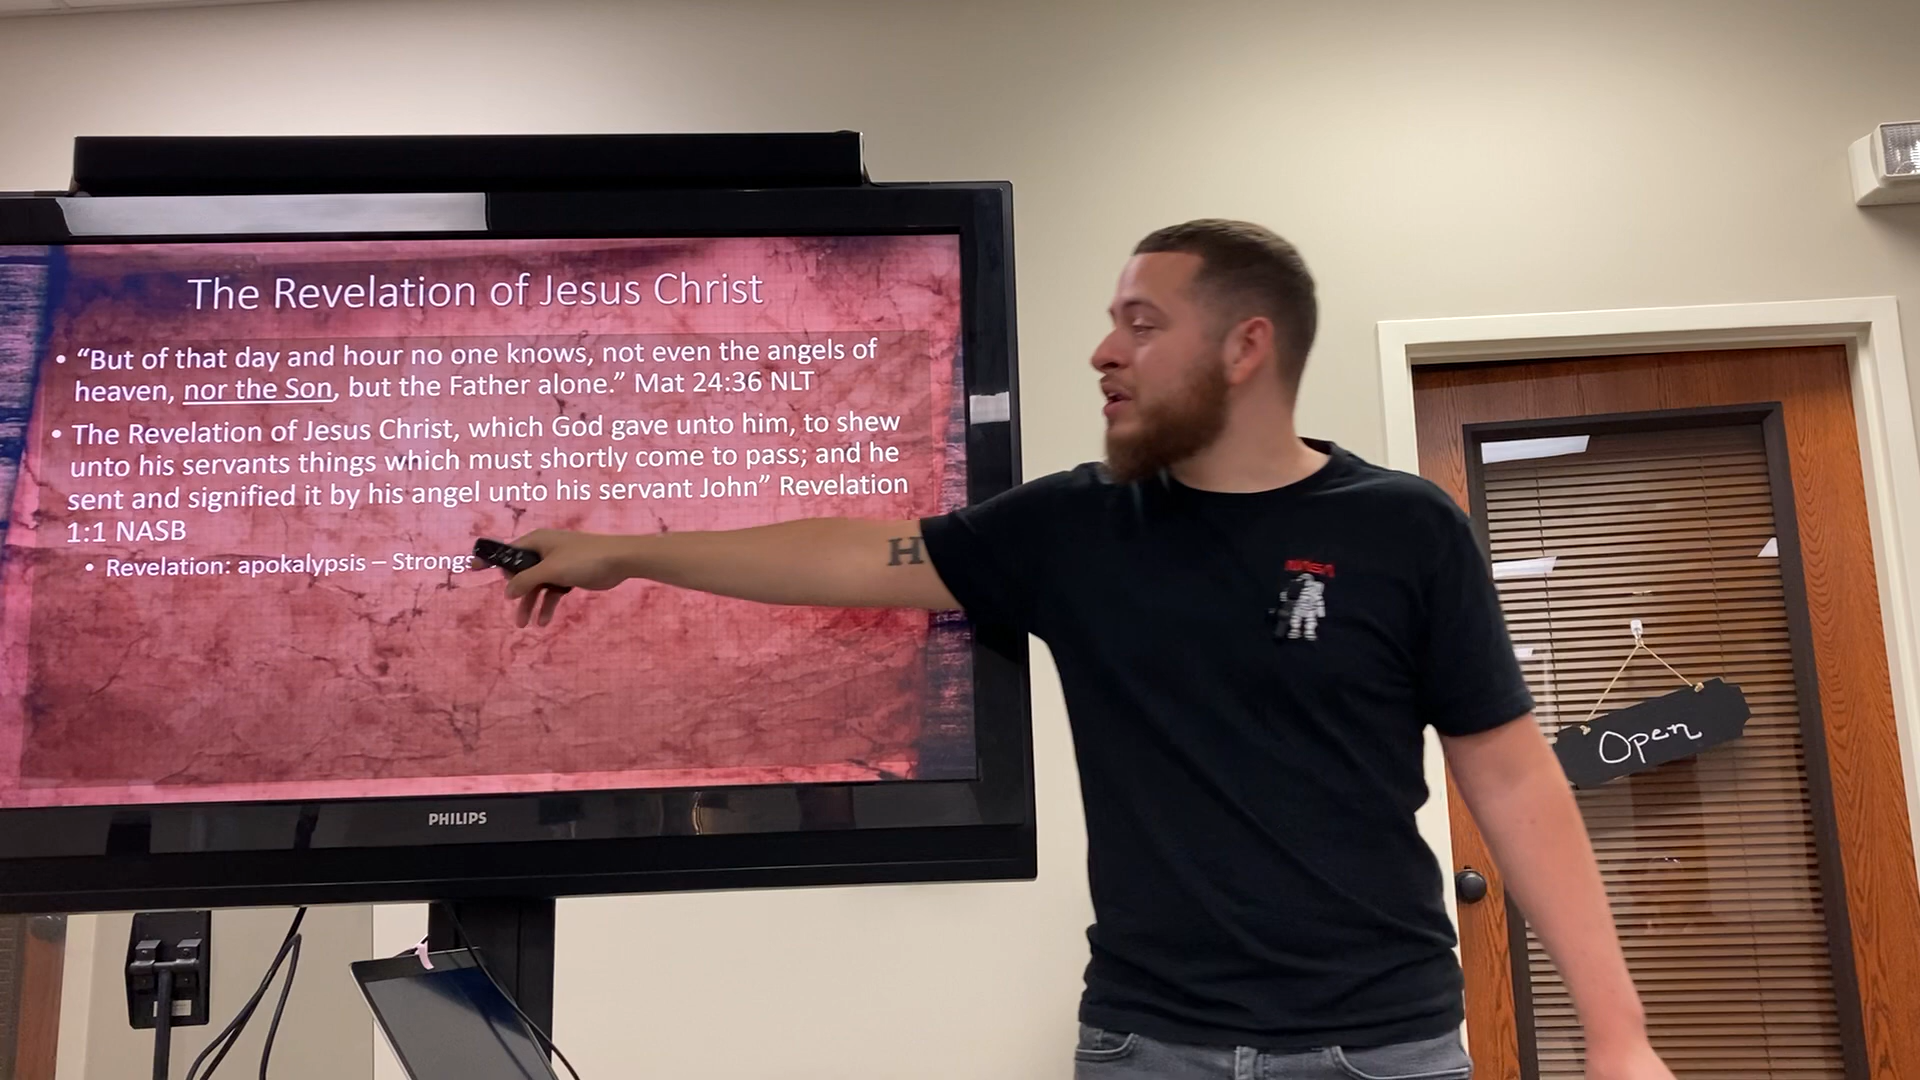 The Revelation of Jesus Christ
• “But of that day and hour no one knows, not even the angels of
heaven, nor the Son, but the Father alone.” Mat 24:36 NLT
• The Revelation of Jesus Christ, which God gave unto him, to shew
unto his servants things which must shortly come to pass; and he
sent and signified it by his angel unto his servant John” Revelation
1:1 NASB
• Revelation: apokalypsis – Strongs
PHILIPS
H
NASA
Open